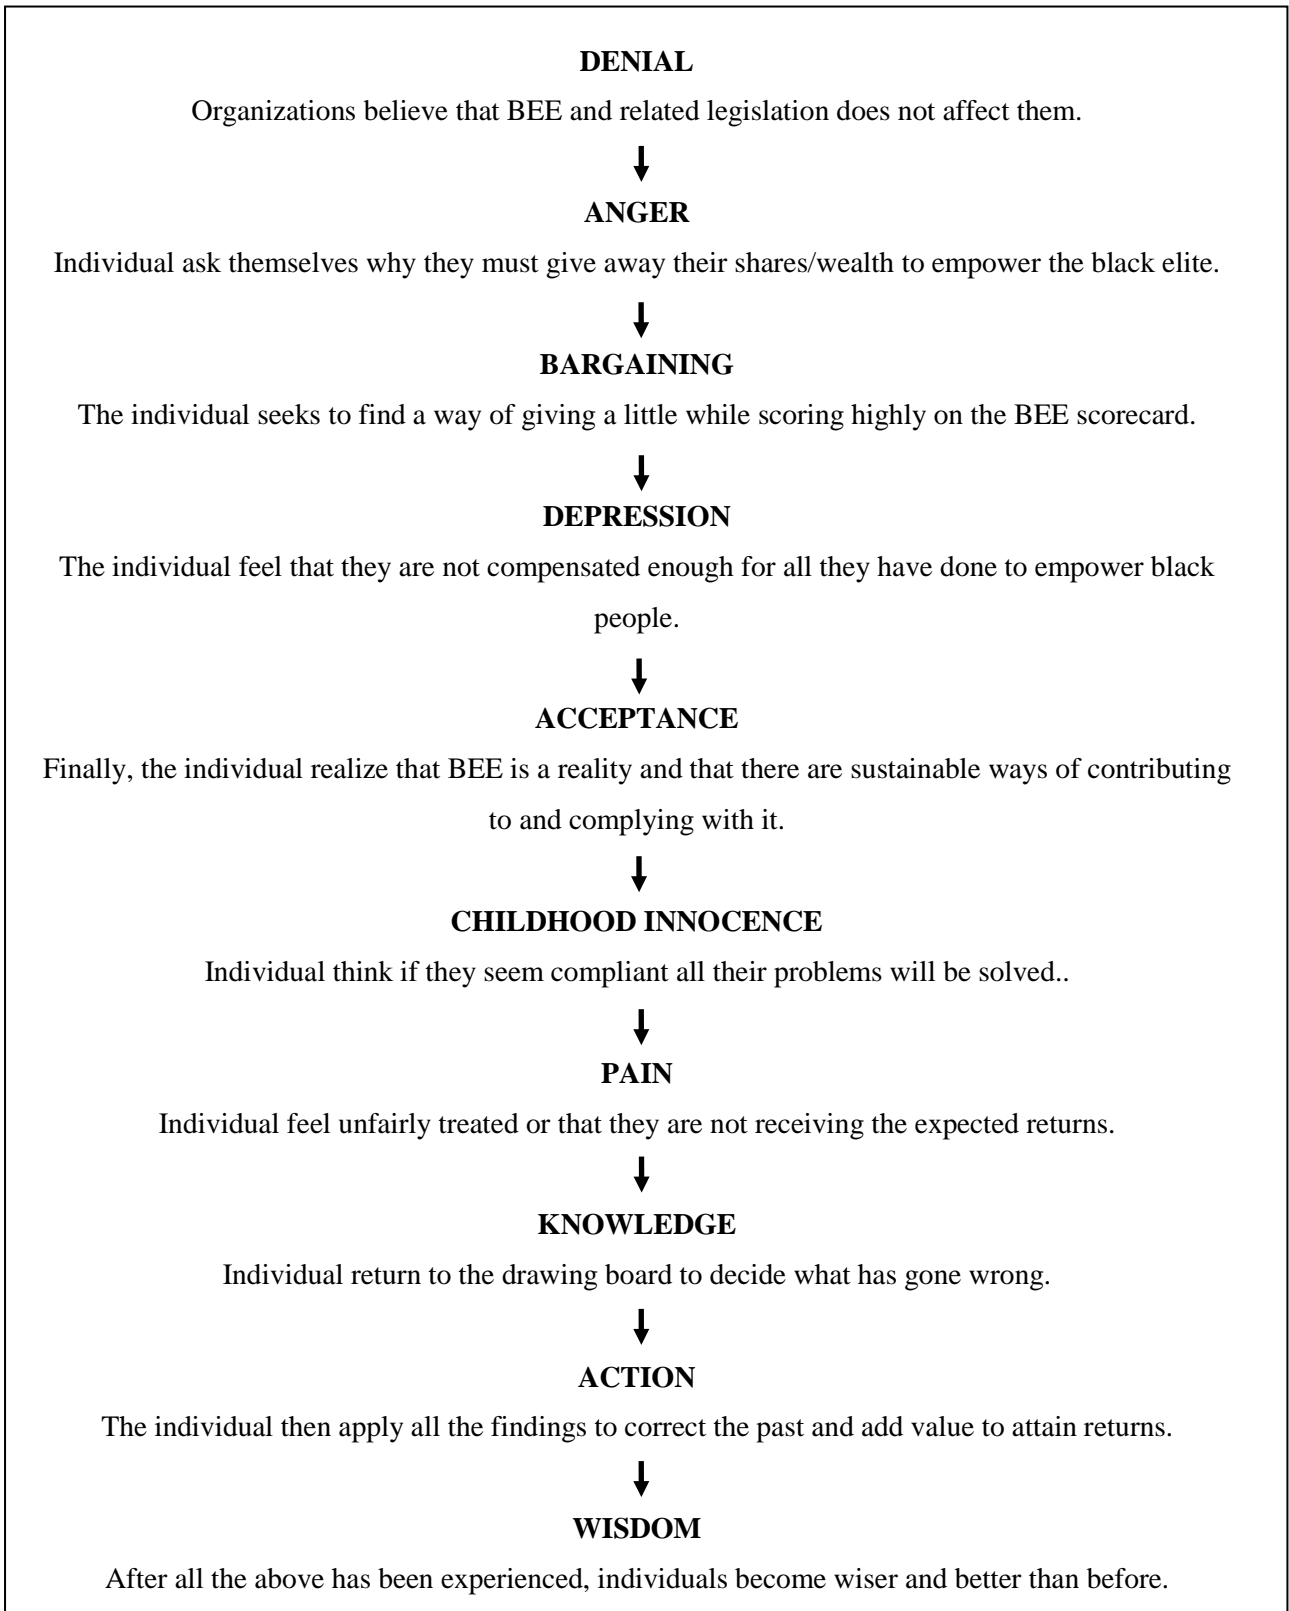 DENIAL
Organizations believe that BEE and related legislation does not affect them.
ANGER
Individual ask themselves why they must give away their shares/wealth to empower the black elite.
BARGAINING
The individual seeks to find a way of giving a little while scoring highly on the BEE scorecard.
DEPRESSION
The individual feel that they are not compensated enough for all they have done to empower black
people.
ACCEPTANCE
Finally, the individual realize that BEE is a reality and that there are sustainable ways of contributing
to and complying with it.
CHILDHOOD INNOCENCE
Individual think if they seem compliant all their problems will be solved..
PAIN
Individual feel unfairly treated or that they are not receiving the expected returns.
KNOWLEDGE
Individual return to the drawing board to decide what has gone wrong.
ACTION
The individual then apply all the findings to correct the past and add value to attain returns.
WISDOM
After all the above has been experienced, individuals become wiser and better than before.